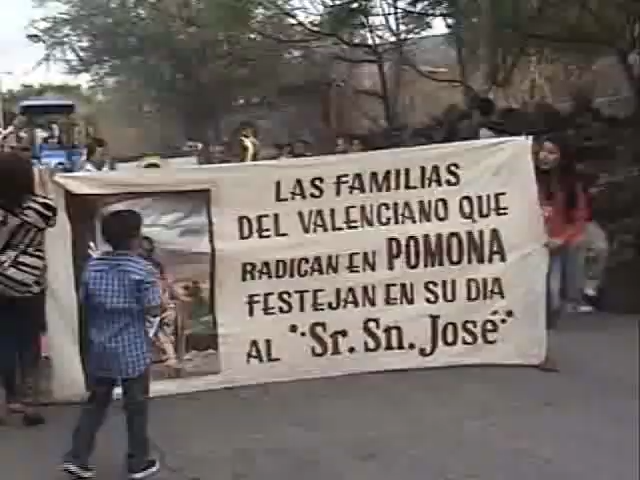 LAS FAMILIAS
DEL VALENCIANO QUE
RADICAN EN POMONA
FESTEJAN EN SU DIA
AL "Sr. Sn. José"